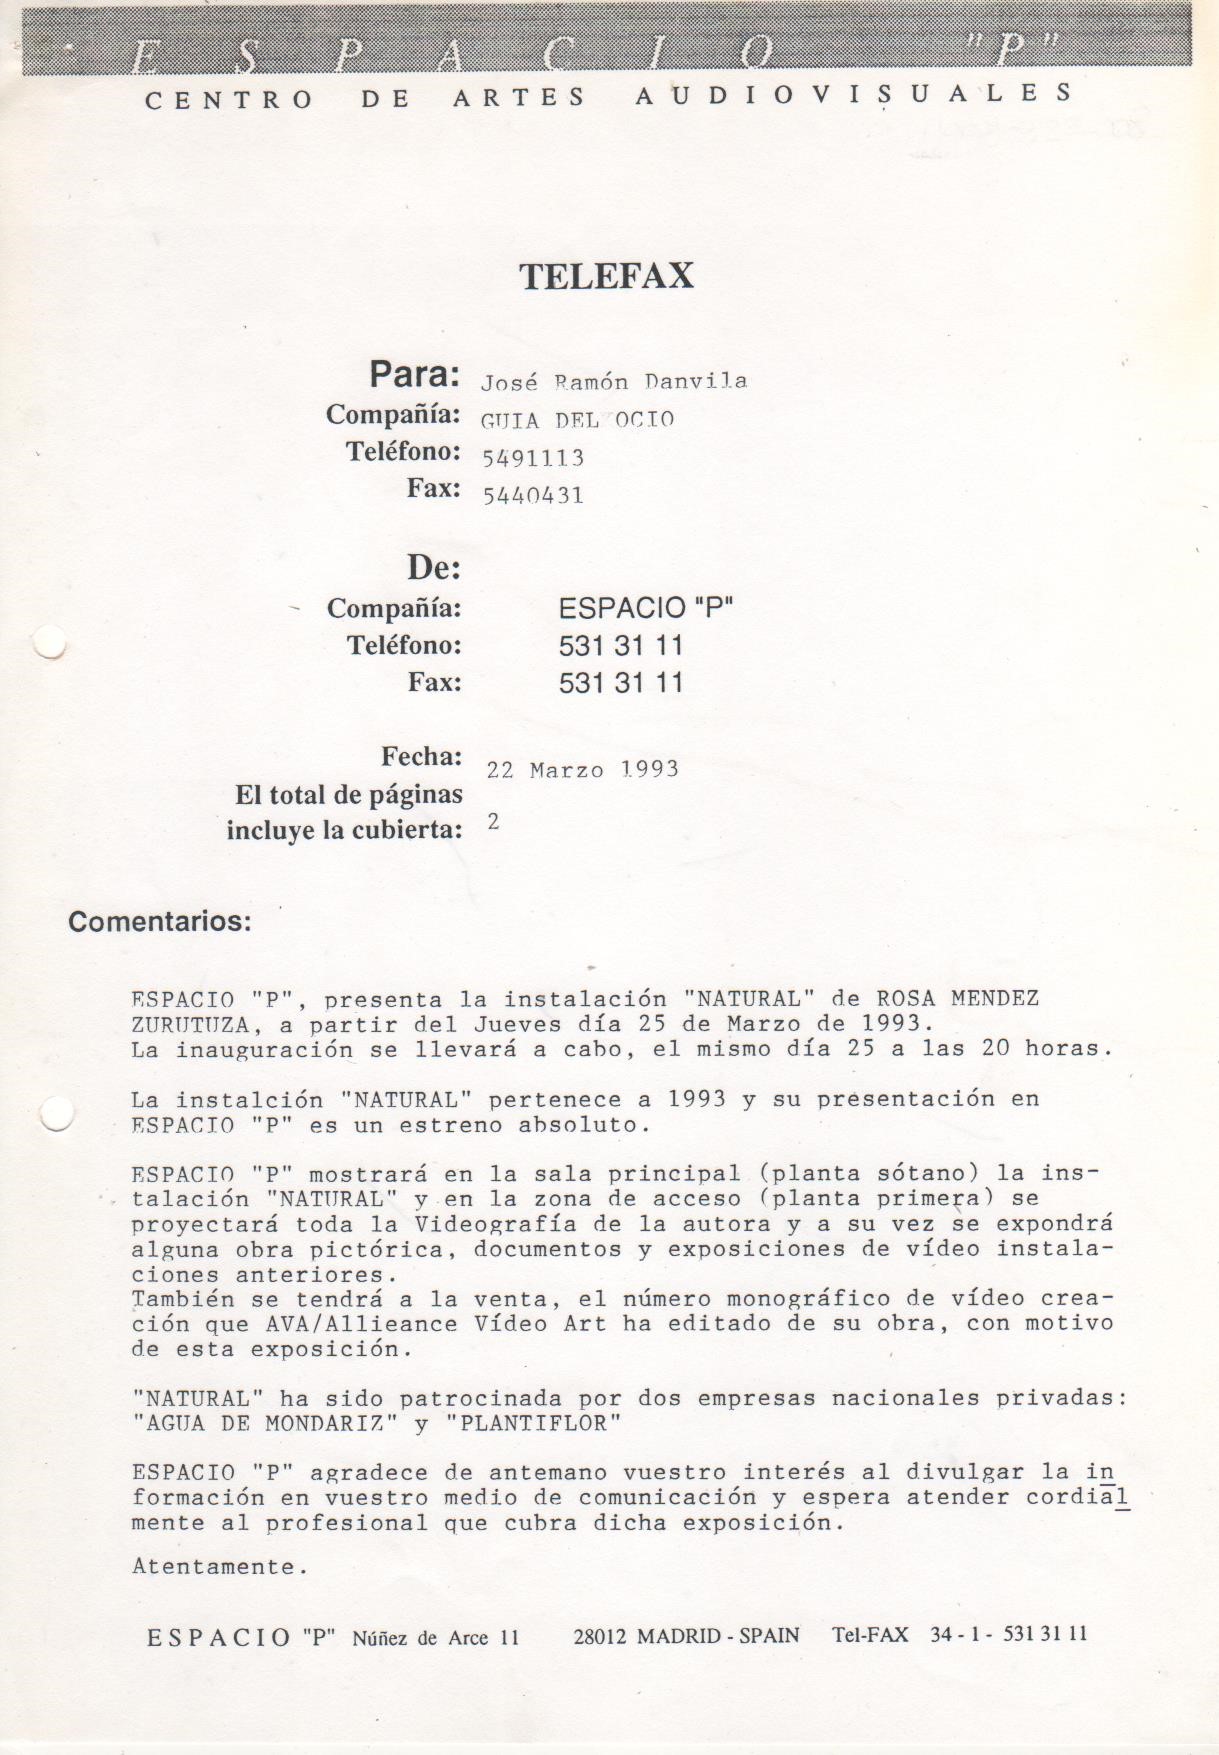 ESPACIO "P"
CENTRO DE ARTES AUDIOVISUALES
TELEFAX
Para: José Ramón Danvila
Compañía: GUIA DEL OCIO
Teléfono: 5491113
Fax: 5440431
De:
Compañía: ESPACIO "P"
Teléfono: 531 31 11
Fax: 531 31 11
Fecha: 22 Marzo 1993
El total de páginas
incluye la cubierta: 2
Comentarios:
ESPACIO "P", presenta la instalación "NATURAL" de ROSA MENDEZ
ZURUTUZA, a partir del Jueves día 25 de Marzo de 1993.
La inauguración se llevará a cabo, el mismo día 25 a las 20 horas.
La instalción "NATURAL" pertenece a 1993 y su presentación en
ESPACIO "P" es un estreno absoluto.
ESPACIO "P" mostrará en la sala principal (planta sótano) la ins-
talación "NATURAL" y en la zona de acceso (planta primera) se
proyectará toda la Videografía de la autora y a su vez se expondrá
alguna obra pictórica, documentos y exposiciones de vídeo instala-
ciones anteriores.
También se tendrá a la venta, el número monográfico de vídeo crea-
ción que AVA/Allieance Vídeo Art ha editado de su obra, con motivo
de esta exposición.
"NATURAL" ha sido patrocinada por dos empresas nacionales privadas:
"AGUA DE MONDARIZ" y "PLANTIFLOR"
ESPACIO "P" agradece de antemano vuestro interés al divulgar la in
formación en vuestro medio de comunicación y espera atender cordial
mente al profesional que cubra dicha exposición.
Atentamente.
ESPACIO "P" Núñez de Arce 11 28012 MADRID - SPAIN Tel-FAX 34 - 1 - 531 31 11